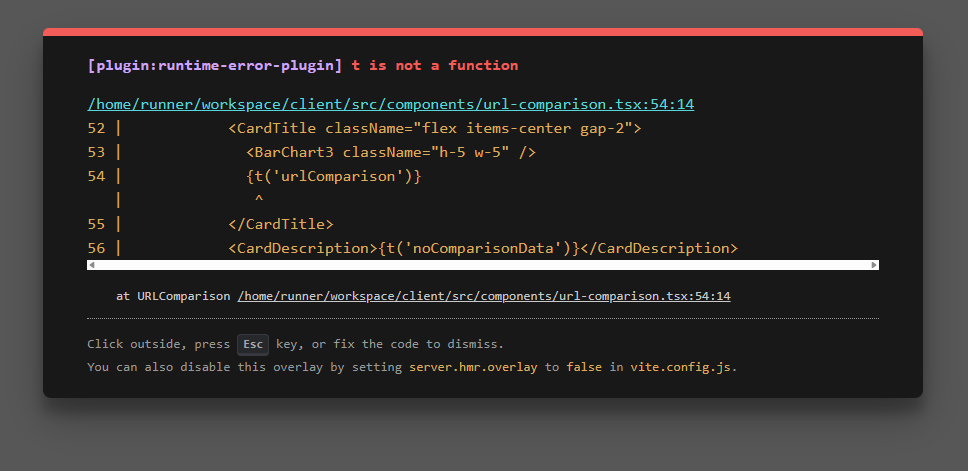 [plugin:runtime-error-plugin] t is not a function
/home/runner/workspace/client/src/components/url-comparison.tsx:54:14
52 |            <CardTitle className="flex items-center gap-2">
53 |              <BarChart3 className="h-5 w-5" />
54 |              {t('urlComparison')}
   |               ^
55 |            </CardTitle>
56 |            <CardDescription>{t('noComparisonData')}</CardDescription>
at URLComparison /home/runner/workspace/client/src/components/url-comparison.tsx:54:14
Click outside, press Esc key, or fix the code to dismiss.
You can also disable this overlay by setting server.hmr.overlay to false in vite.config.js.